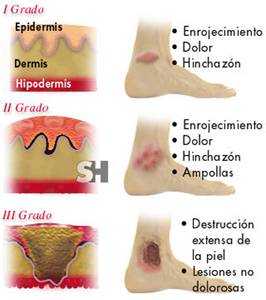 I Grado
Epidermis
Dermis
Hipodermis
• Enrojecimiento
• Dolor
• Hinchazón
II Grado
SH
• Enrojecimiento
• Dolor
• Hinchazón
• Ampollas
III Grado
• Destrucción
extensa de
la piel
• Lesiones no
dolorosas